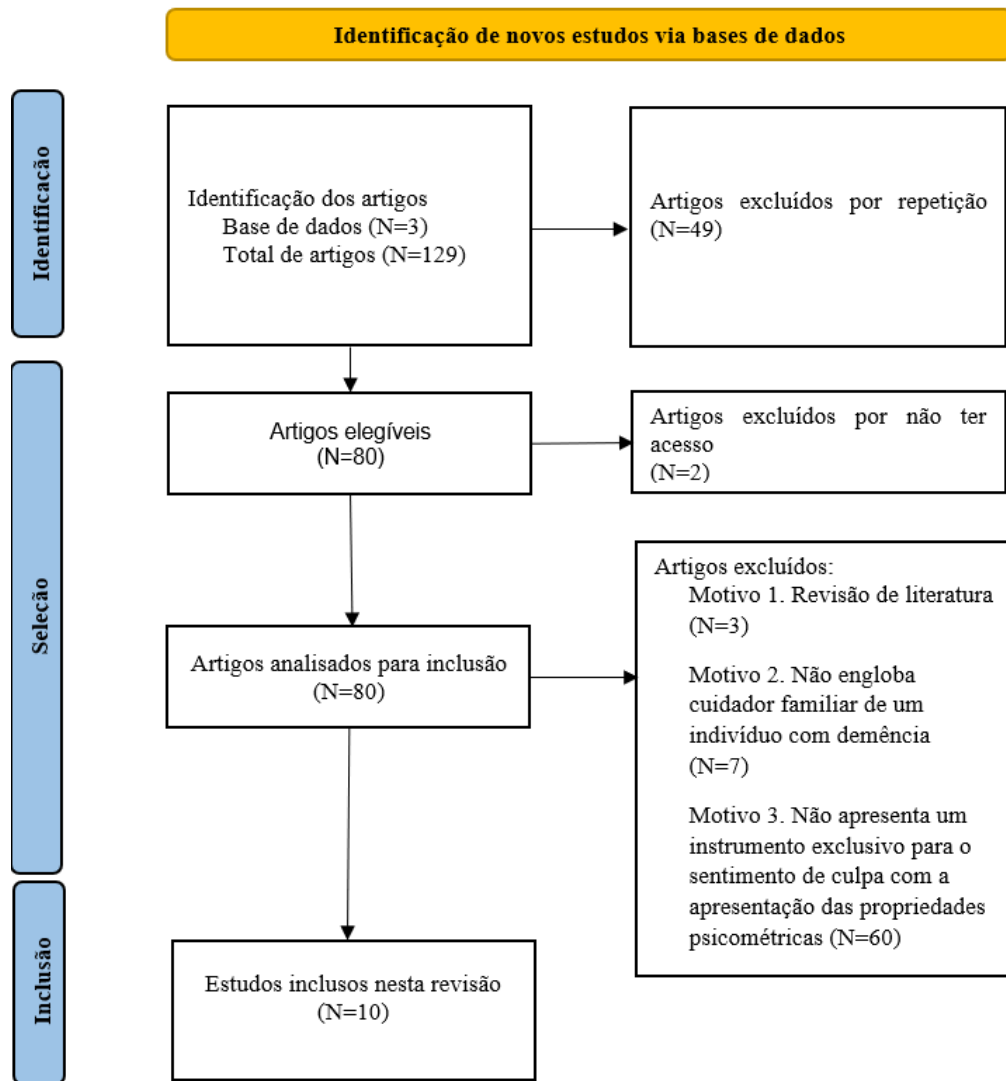 Identificação de novos estudos via bases de dados
Identificação
Identificação dos artigos
Base de dados (N=3)
Total de artigos (N=129)
Artigos excluídos por repetição
(N=49)
Seleção
Artigos elegíveis
(N=80)
Artigos excluídos por não ter
acesso
(N=2)
Artigos analisados para inclusão
(N=80)
Artigos excluídos:
Motivo 1. Revisão de literatura
(N=3)
Motivo 2. Não engloba
cuidador familiar de um
indivíduo com demência
(N=7)
Motivo 3. Não apresenta um
instrumento exclusivo para o
sentimento de culpa com a
apresentação das propriedades
psicométricas (N=60)
Inclusão
Estudos inclusos nesta revisão
(N=10)